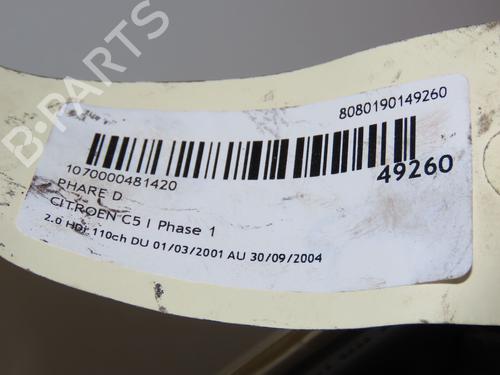 8080190149260
1070000481420
49260
PHARE D
CITROEN C5 I Phase 1
2.0 HDi 110ch DU 01/03/2001 AU 30/09/2004
B-PARTS